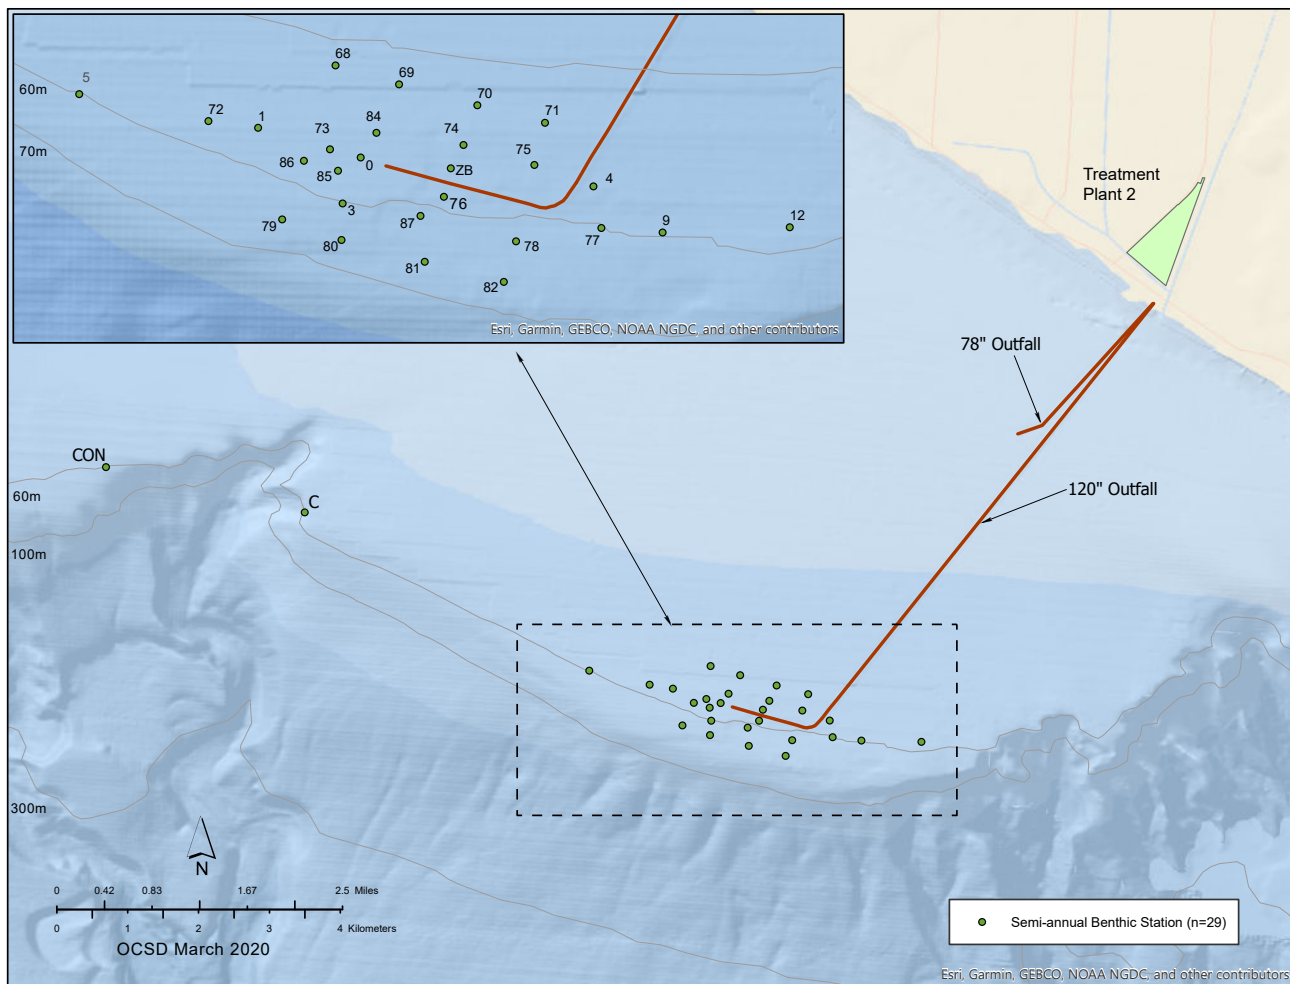 68
5
69
60m
70
72
1
84
71
73
74
70m
86
0
75
ZB
85
4
76
3
79
87
9
12
77
80
78
81
82
Esri, Garmin, GEBCO, NOAA NGDC, and other contributors
Treatment
Plant 2
78" Outfall
CON
60m
C
120" Outfall
100m
300m
N
0 0.42 0.83 1.67 2.5 Miles
0 1 2 3 4 Kilometers
OCSD March 2020
Semi-annual Benthic Station (n=29)
Esri, Garmin, GEBCO, NOAA NGDC, and other contributors